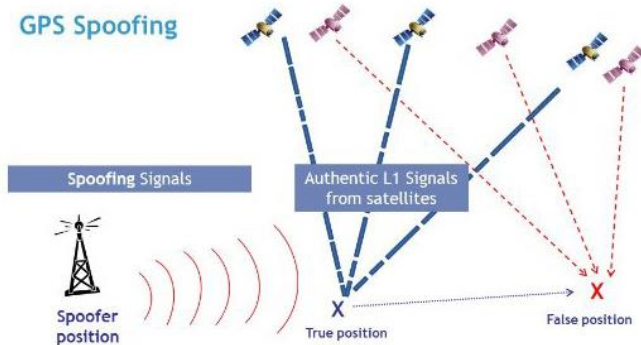 GPS Spoofing
Spoofing Signals
Authentic L1 Signals
from satellites
Spoofer
position
X
True position
X
False position